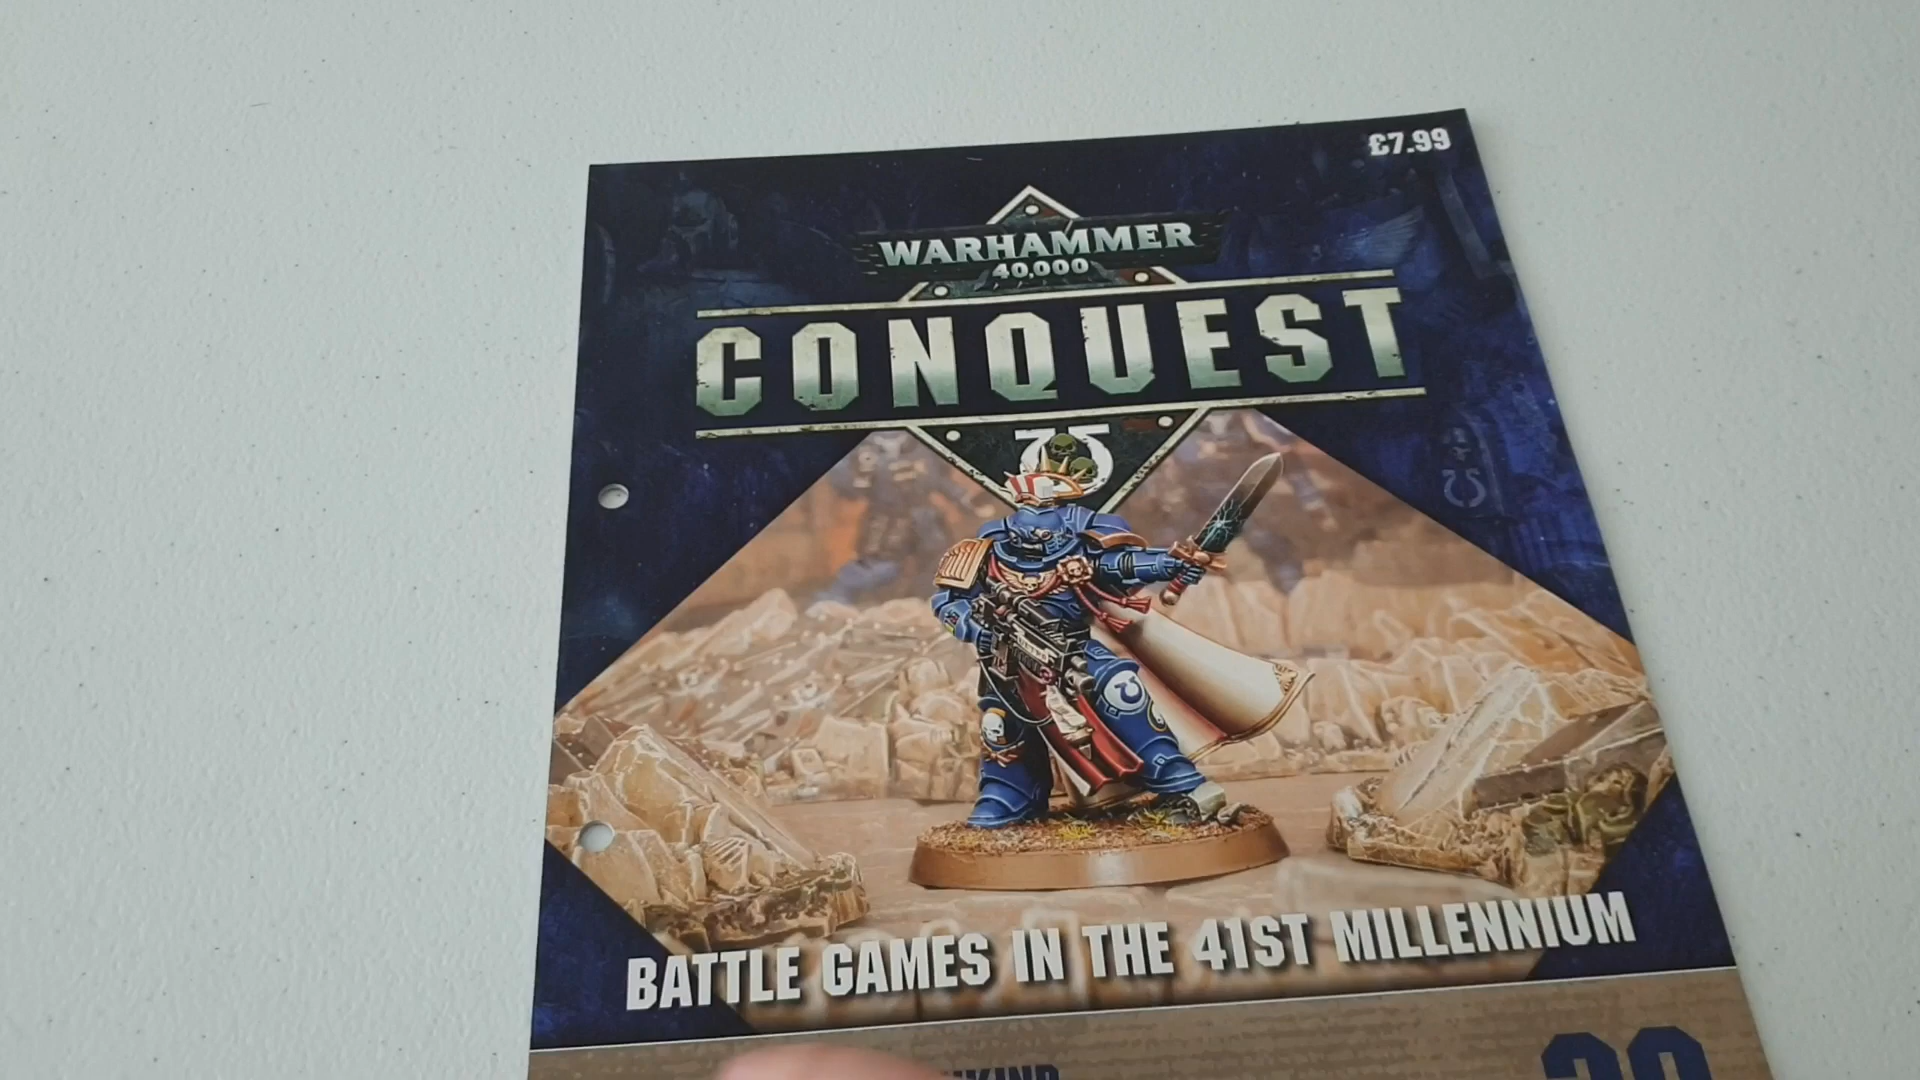 £7.99
WARHAMMER
40,000
CONQUEST
BATTLE GAMES IN THE 41ST MILLENNIUM